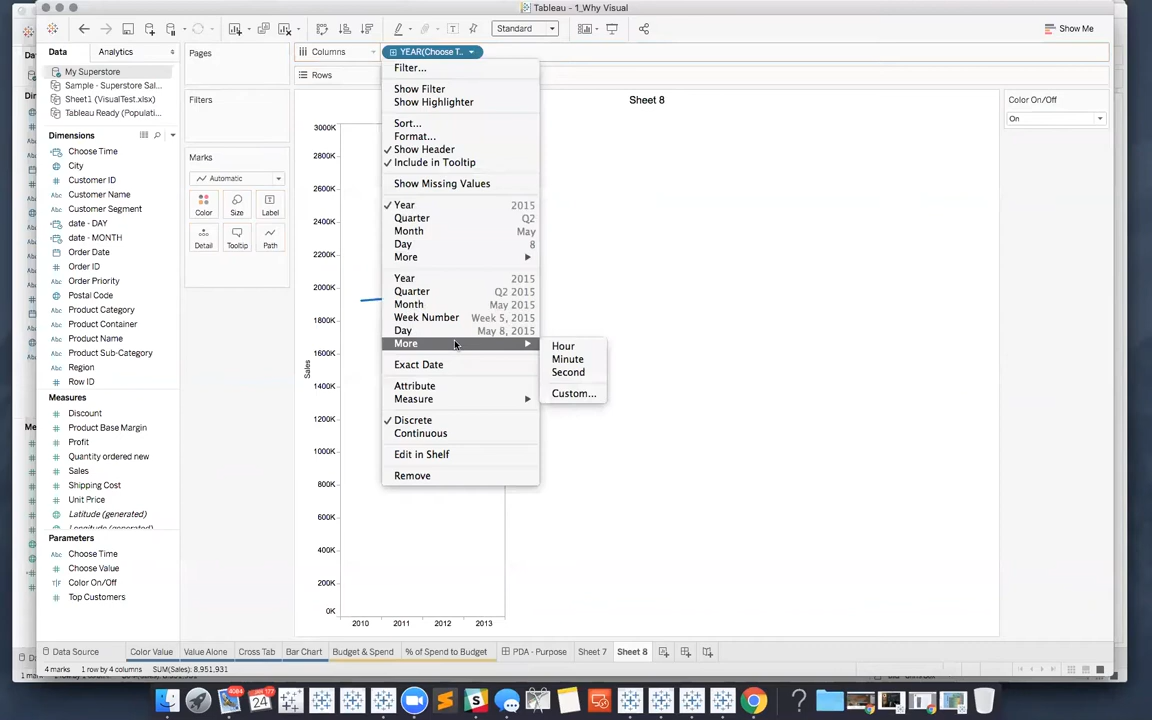 Tableau - 1_Why Visual
Standard
Show Me
Data
Analytics
My Superstore
Sample - Superstore Sal...
Sheet1 (VisualTest.xlsx)
Tableau Ready (Populati...
Dimensions
Choose Time
City
Customer ID
Customer Name
Customer Segment
date - DAY
date - MONTH
Order Date
Order ID
Order Priority
Postal Code
Product Category
Product Container
Product Name
Product Sub-Category
Region
Row ID
Measures
Discount
Product Base Margin
Profit
Quantity ordered new
Sales
Shipping Cost
Unit Price
Latitude (generated)
Longitude (generated)
Parameters
Choose Time
Choose Value
Color On/Off
Top Customers
Pages
Filters
Marks
Automatic
Color
Size
Label
Detail
Tooltip
Path
Columns
YEAR(Choose T..
Rows
Sheet 8
Filter...
Show Filter
Show Highlighter
Sort...
Format...
Show Header
Include in Tooltip
Show Missing Values
Year 2015
Quarter Q2
Month May
Day 8
More
Year 2015
Quarter Q2 2015
Month May 2015
Week Number Week 5, 2015
Day May 8, 2015
More
Exact Date
Attribute
Measure
Discrete
Continuous
Edit in Shelf
Remove
Hour
Minute
Second
Custom...
Color On/Off
On
Sales
3000K
2800K
2600K
2400K
2200K
2000K
1800K
1600K
1400K
1200K
1000K
800K
600K
400K
200K
0K
2010 2011 2012 2013
Data Source
Color Value
Value Alone
Cross Tab
Bar Chart
Budget & Spend
% of Spend to Budget
PDA - Purpose
Sheet 7
Sheet 8
4 marks 1 row by 4 columns SUM(Sales): 8,951,931
4084
24